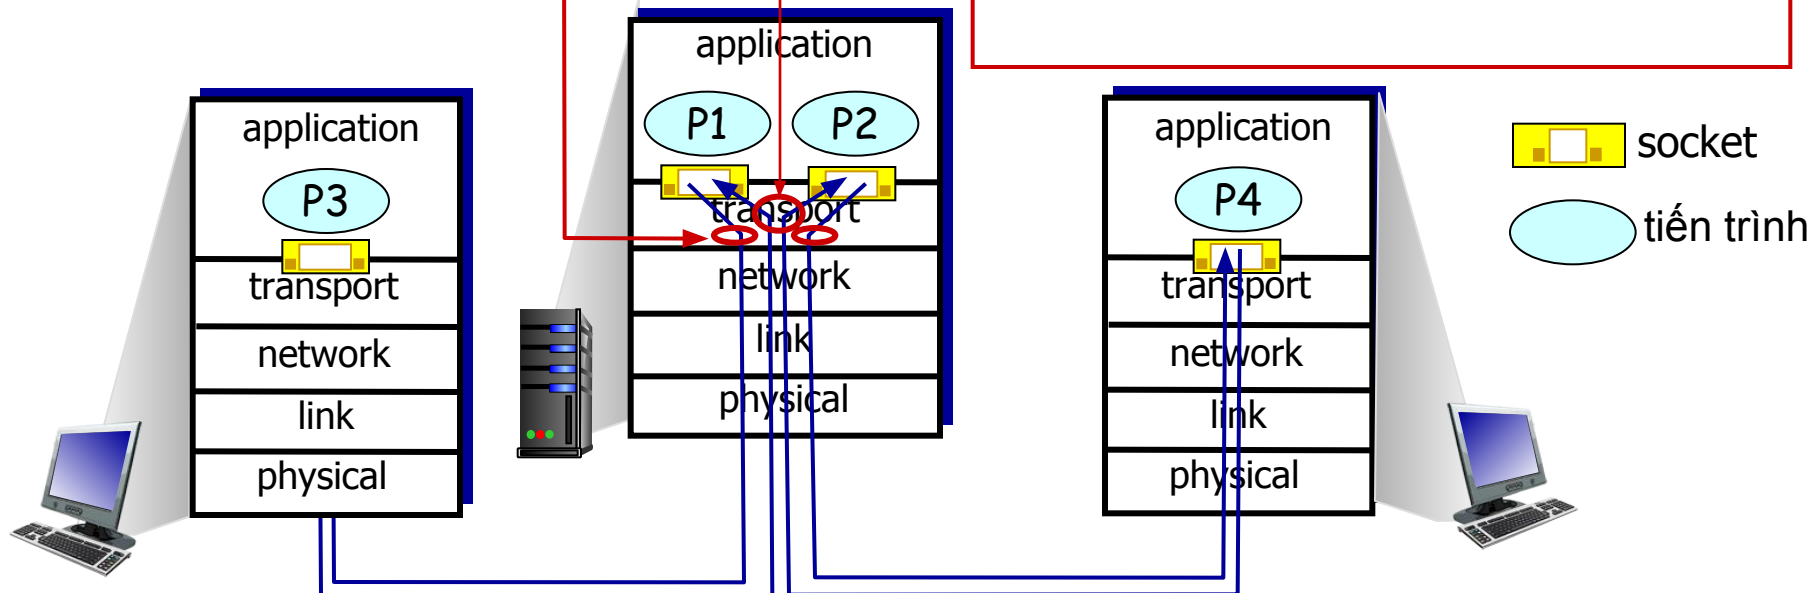 application
P3
transport
network
link
physical
application
P1
P2
transport
network
link
physical
application
P4
transport
network
link
physical
socket
tiến trình